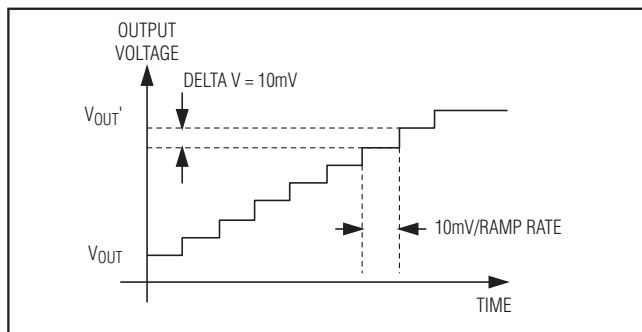 OUTPUT
VOLTAGE
DELTA V = 10mV
VOUT'
10mV/RAMP RATE
VOUT
TIME